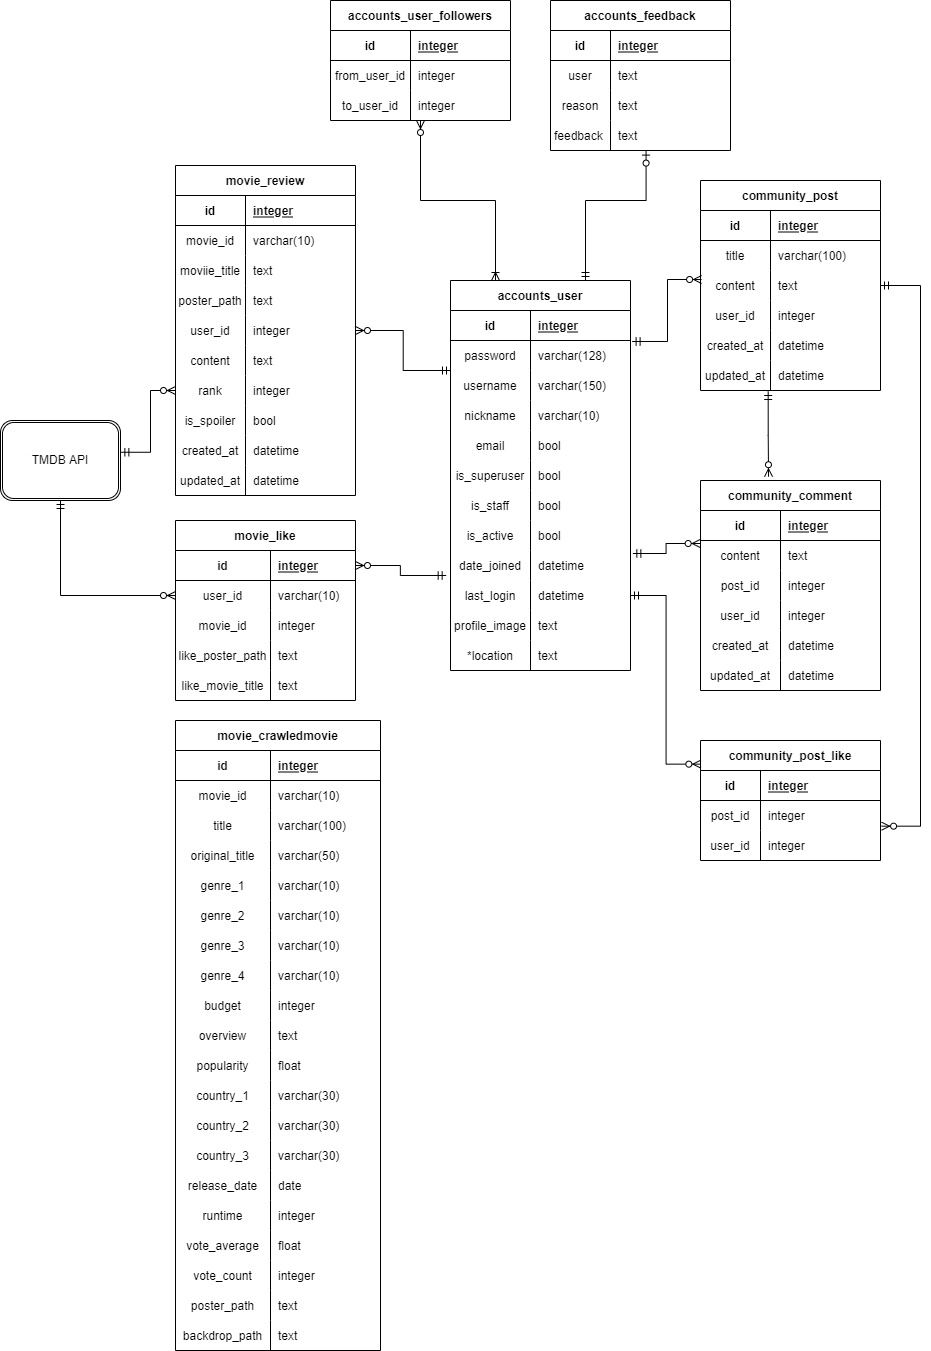 accounts_user_followers
id integer
from_user_id integer
to_user_id integer
accounts_feedback
id integer
user text
reason text
feedback text
movie_review
id integer
movie_id varchar(10)
moviie_title text
poster_path text
user_id integer
content text
rank integer
is_spoiler bool
created_at datetime
updated_at datetime
community_post
id integer
title varchar(100)
content text
user_id integer
created_at datetime
updated_at datetime
accounts_user
id integer
password varchar(128)
username varchar(150)
nickname varchar(10)
email bool
is_superuser bool
is_staff bool
is_active bool
date_joined datetime
last_login datetime
profile_image text
*location text
TMDB API
movie_like
id integer
user_id varchar(10)
movie_id integer
like_poster_path text
like_movie_title text
community_comment
id integer
content text
post_id integer
user_id integer
created_at datetime
updated_at datetime
community_post_like
id integer
post_id integer
user_id integer
movie_crawledmovie
id integer
movie_id varchar(10)
title varchar(100)
original_title varchar(50)
genre_1 varchar(10)
genre_2 varchar(10)
genre_3 varchar(10)
genre_4 varchar(10)
budget integer
overview text
popularity float
country_1 varchar(30)
country_2 varchar(30)
country_3 varchar(30)
release_date date
runtime integer
vote_average float
vote_count integer
poster_path text
backdrop_path text